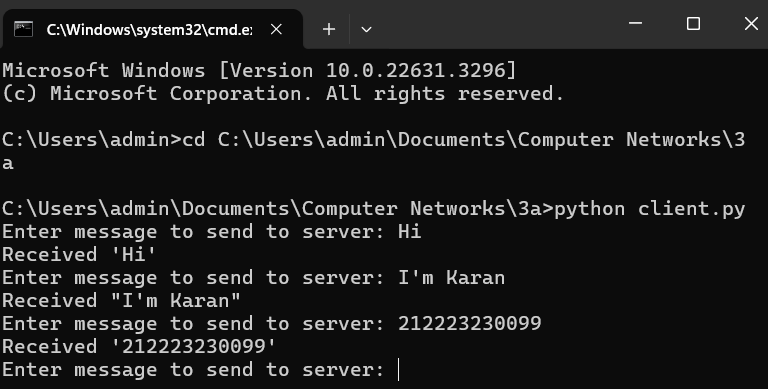 C:\Windows\system32\cmd.e
Microsoft Windows [Version 10.0.22631.3296]
(c) Microsoft Corporation. All rights reserved.
C:\Users\admin>cd C:\Users\admin\Documents\Computer Networks\3
a
C:\Users\admin\Documents\Computer Networks\3a>python client.py
Enter message to send to server: Hi
Received 'Hi'
Enter message to send to server: I'm Karan
Received "I'm Karan"
Enter message to send to server: 212223230099
Received '212223230099'
Enter message to send to server: